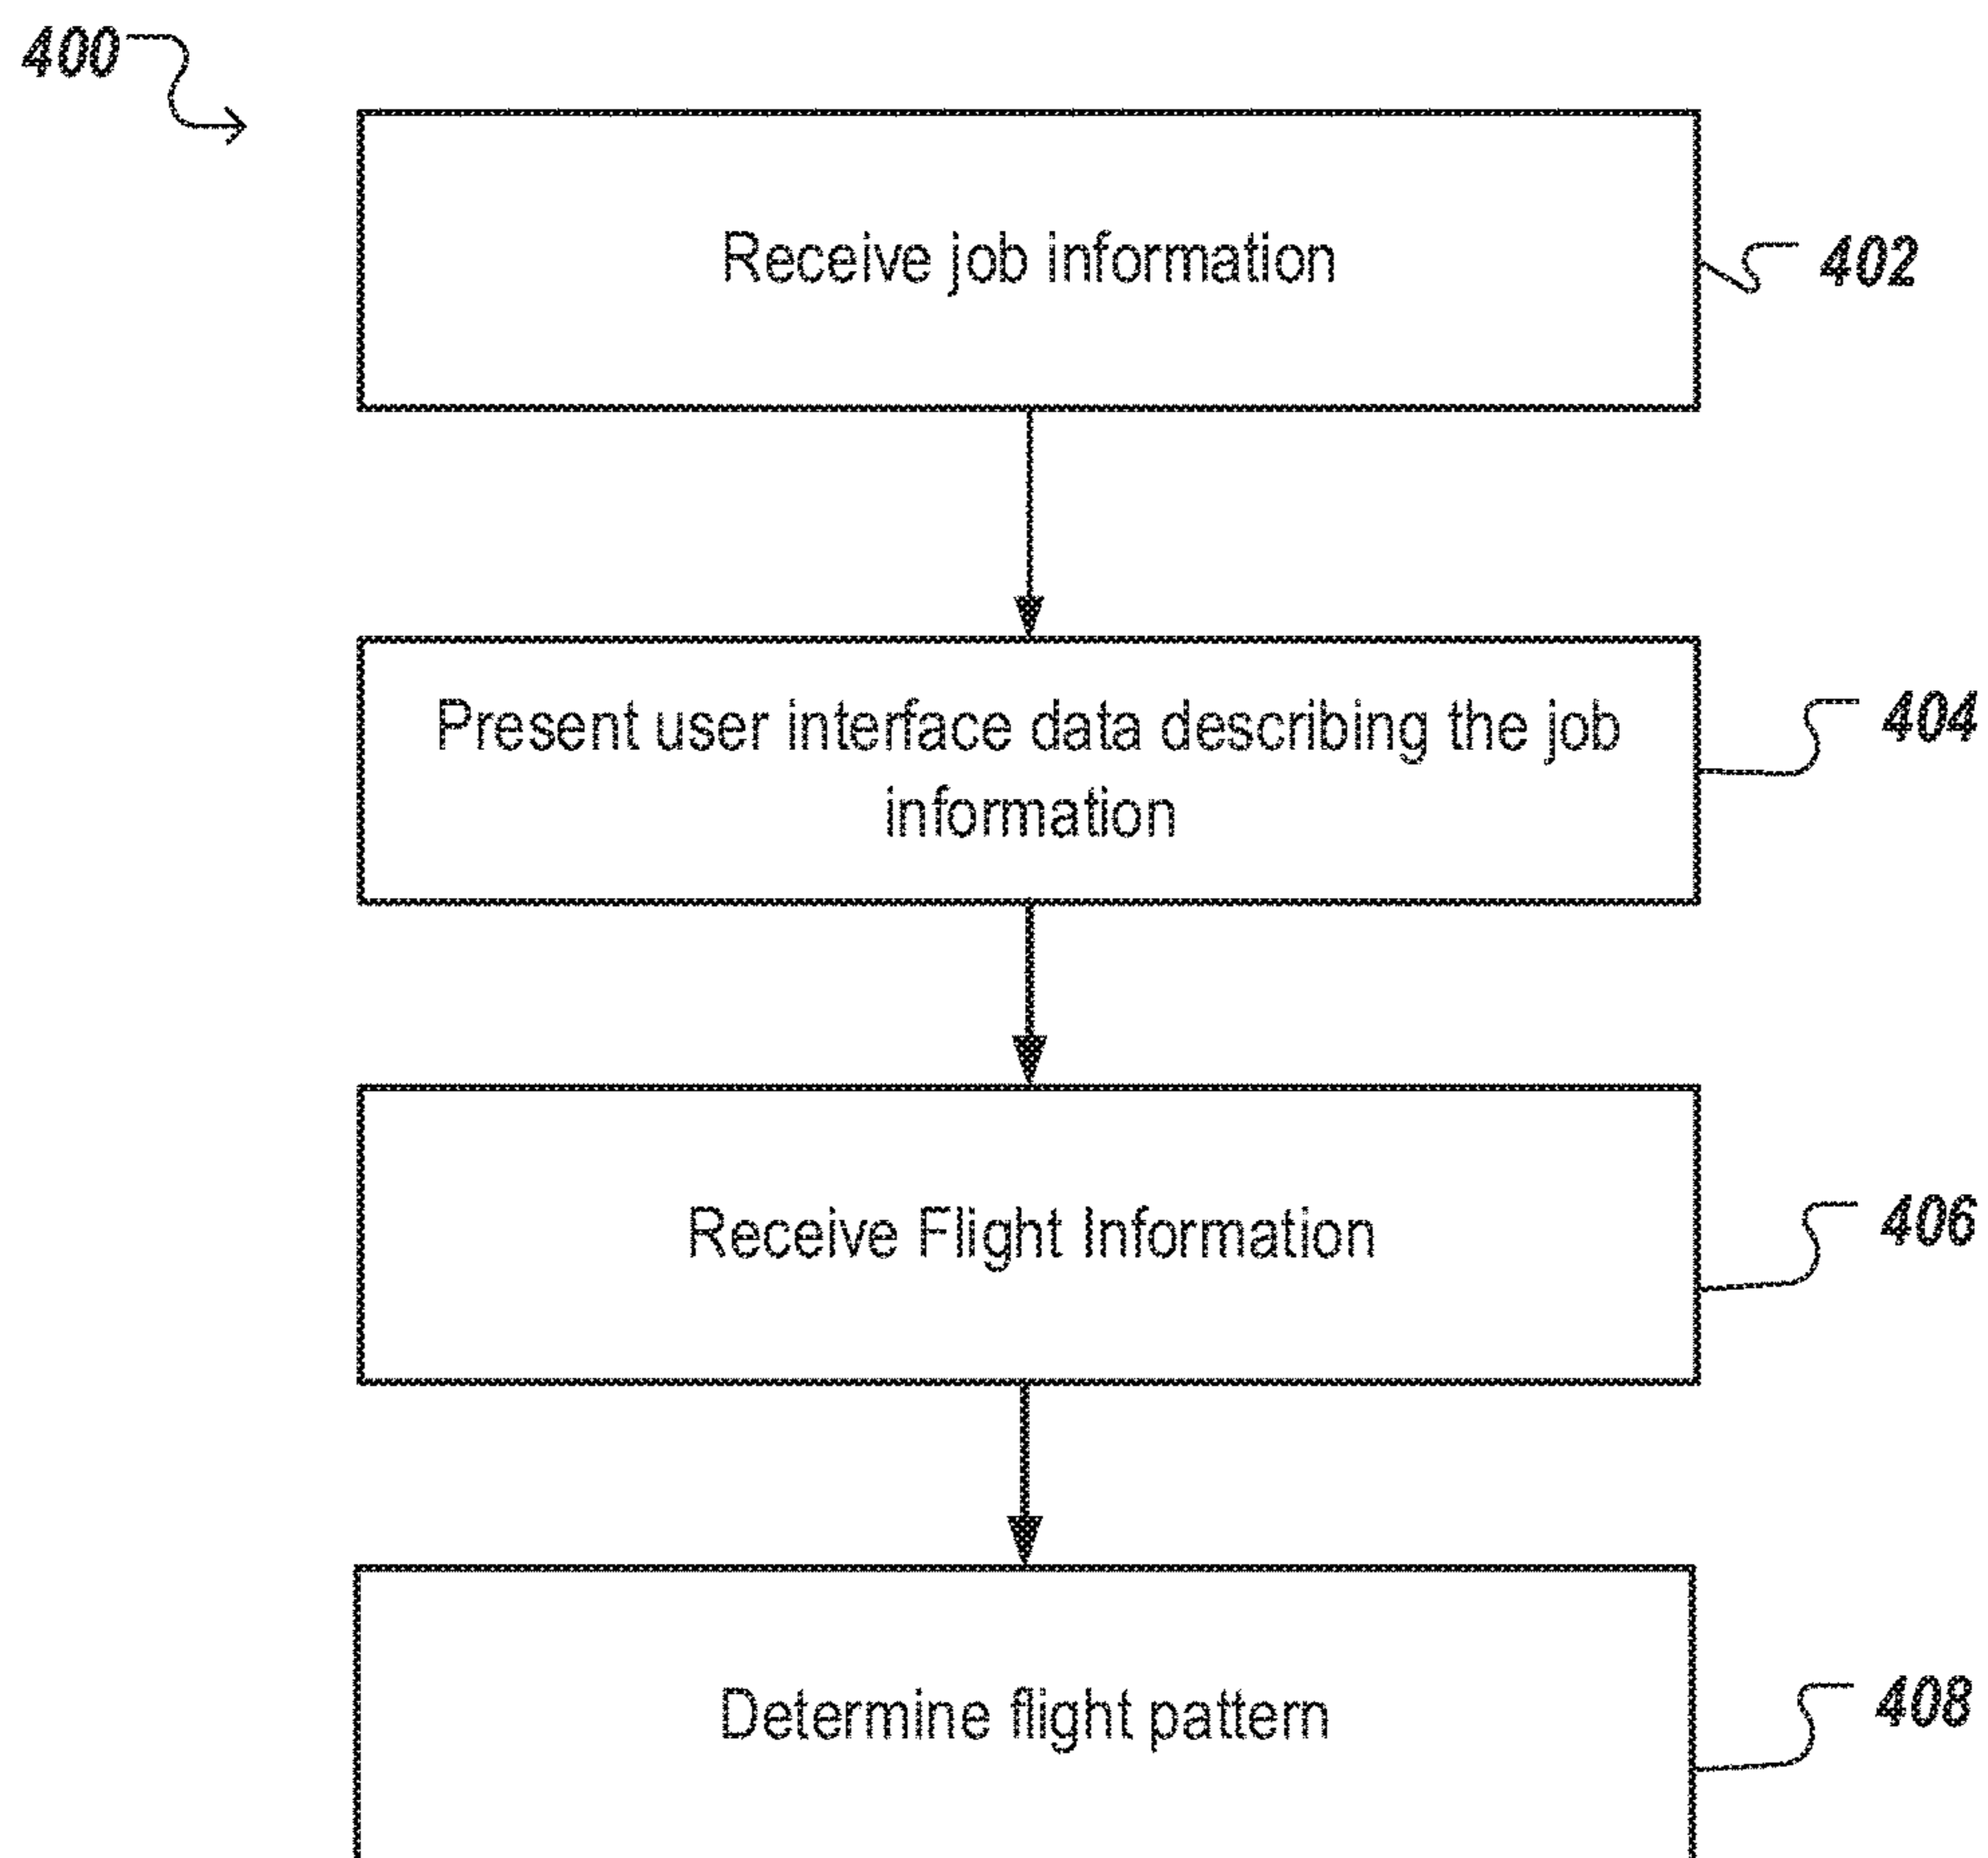 400
Receive job information
402
Present user interface data describing the job
information
404
Receive Flight Information
406
Determine flight pattern
408